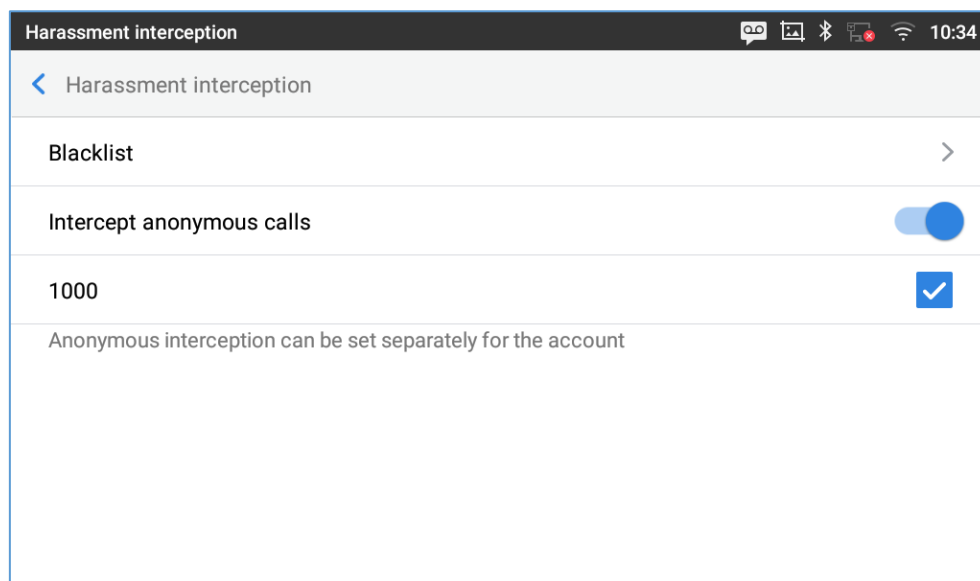 Harassment interception
10:34
Harassment interception
Blacklist
Intercept anonymous calls
1000
Anonymous interception can be set separately for the account